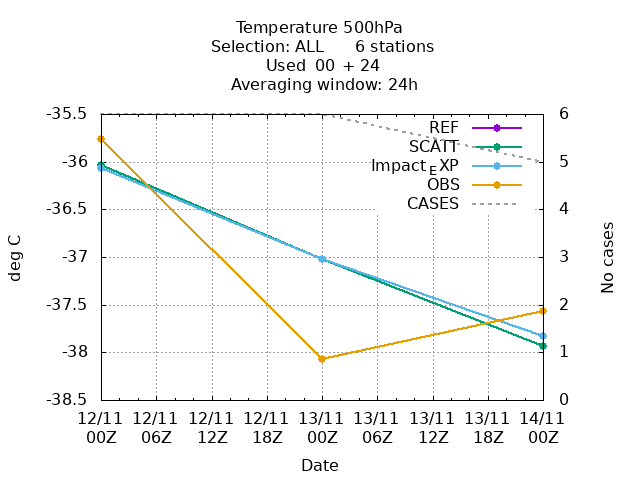 Temperature 500hPa
Selection: ALL 6 stations
Used 00 + 24
Averaging window: 24h
-35.5
-36
-36.5
-37
-37.5
-38
-38.5
deg C
6
5
4
3
2
1
0
No cases
REF
SCATT
Impact_EXP
OBS
CASES
12/11 12/11 12/11 12/11 13/11 13/11 13/11 13/11 14/11
00Z 06Z 12Z 18Z 00Z 06Z 12Z 18Z 00Z
Date